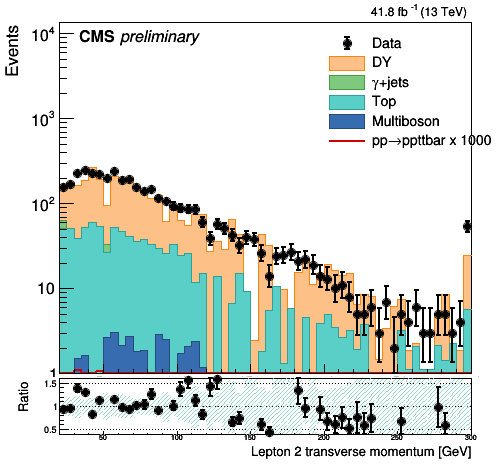 41.8 fb⁻¹ (13 TeV)
CMS preliminary
Events
10⁴
10³
10²
10
1
Data
DY
γ+jets
Top
Multiboson
pp→ppttbar x 1000
Ratio
1.5
1
0.5
50
100
150
200
250
300
Lepton 2 transverse momentum [GeV]